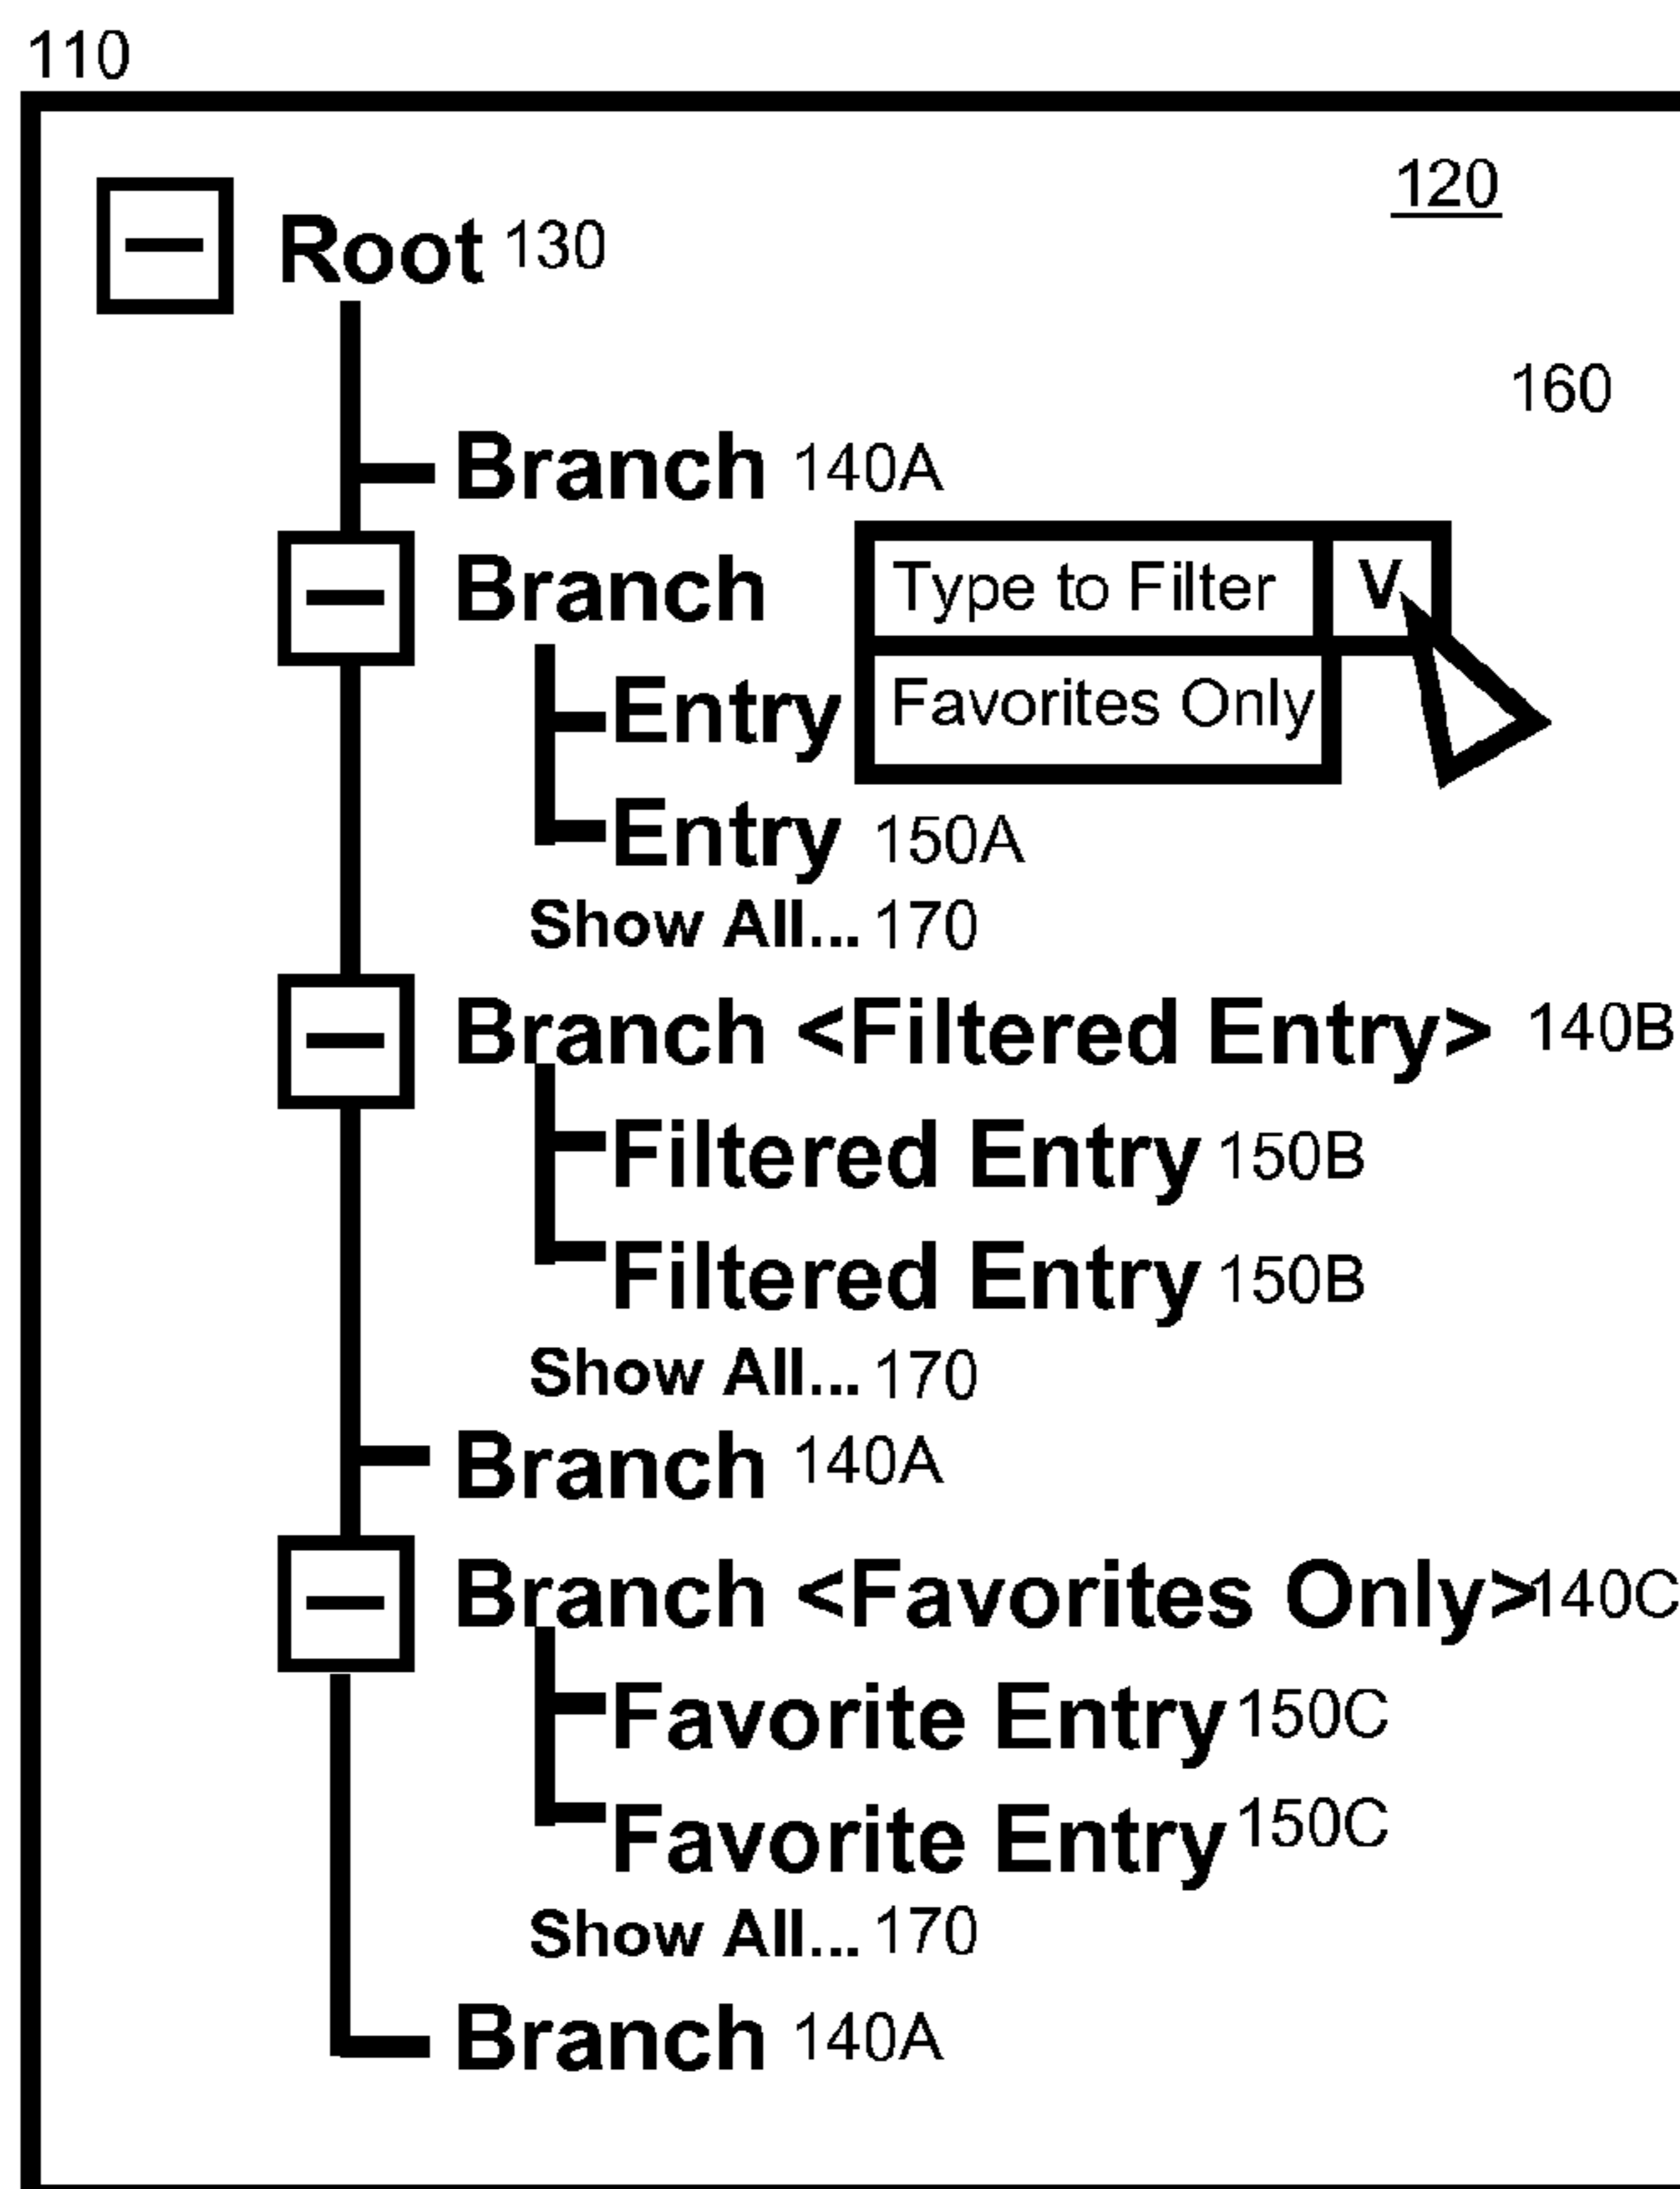 110
120
Root 130
160
Branch 140A
Branch Type to Filter V
Entry Favorites Only
Entry 150A
Show All... 170
Branch <Filtered Entry> 140B
Filtered Entry 150B
Filtered Entry 150B
Show All... 170
Branch 140A
Branch <Favorites Only> 140C
Favorite Entry 150C
Favorite Entry 150C
Show All... 170
Branch 140A